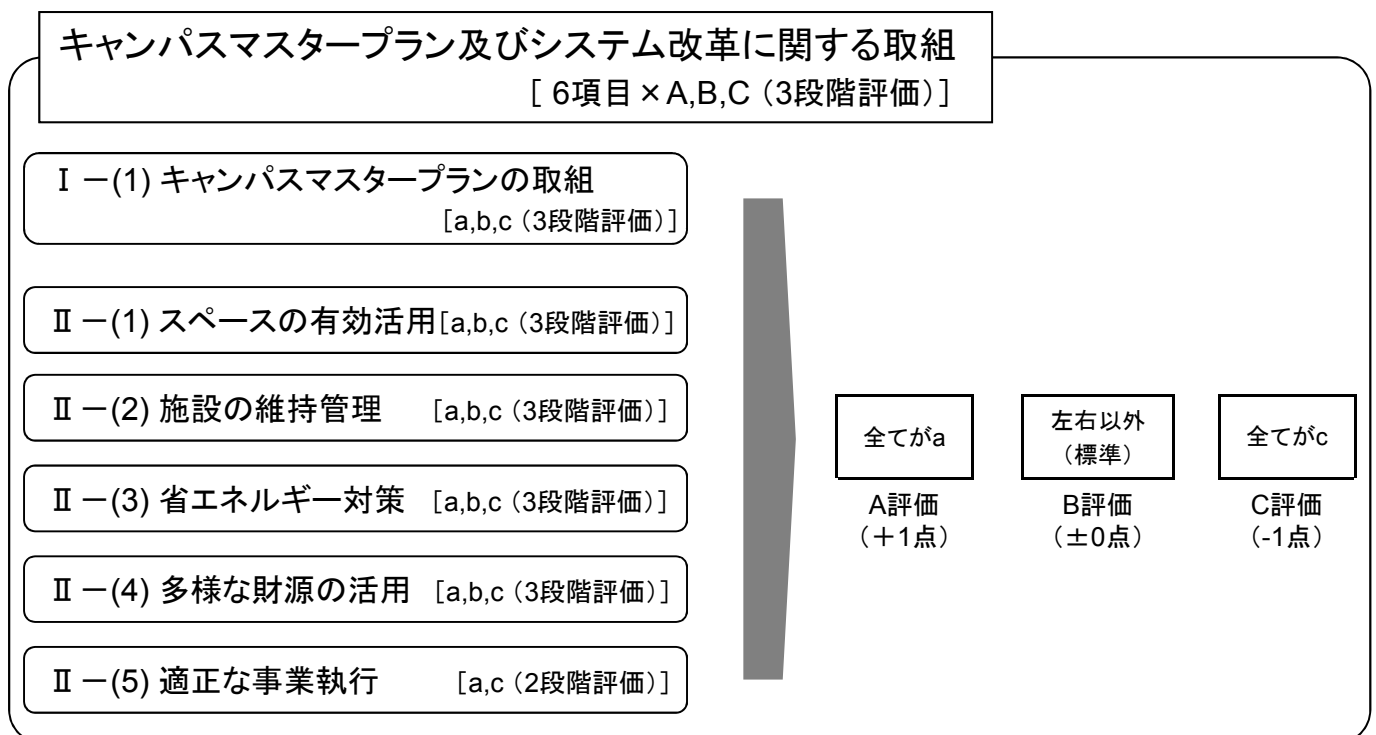 キャンパスマスタープラン及びシステム改革に関する取組
［ 6項目×A,B,C（3段階評価）］
Ⅰ－(1) キャンパスマスタープランの取組
［a,b,c（3段階評価）］
Ⅱ－(1) スペースの有効活用［a,b,c（3段階評価）］
Ⅱ－(2) 施設の維持管理 ［a,b,c（3段階評価）］
Ⅱ－(3) 省エネルギー対策 ［a,b,c（3段階評価）］
Ⅱ－(4) 多様な財源の活用 ［a,b,c（3段階評価）］
Ⅱ－(5) 適正な事業執行 ［a,c（2段階評価）］
全てがa
A評価
（＋1点）
左右以外
（標準）
B評価
（±0点）
全てがc
C評価
（-1点）